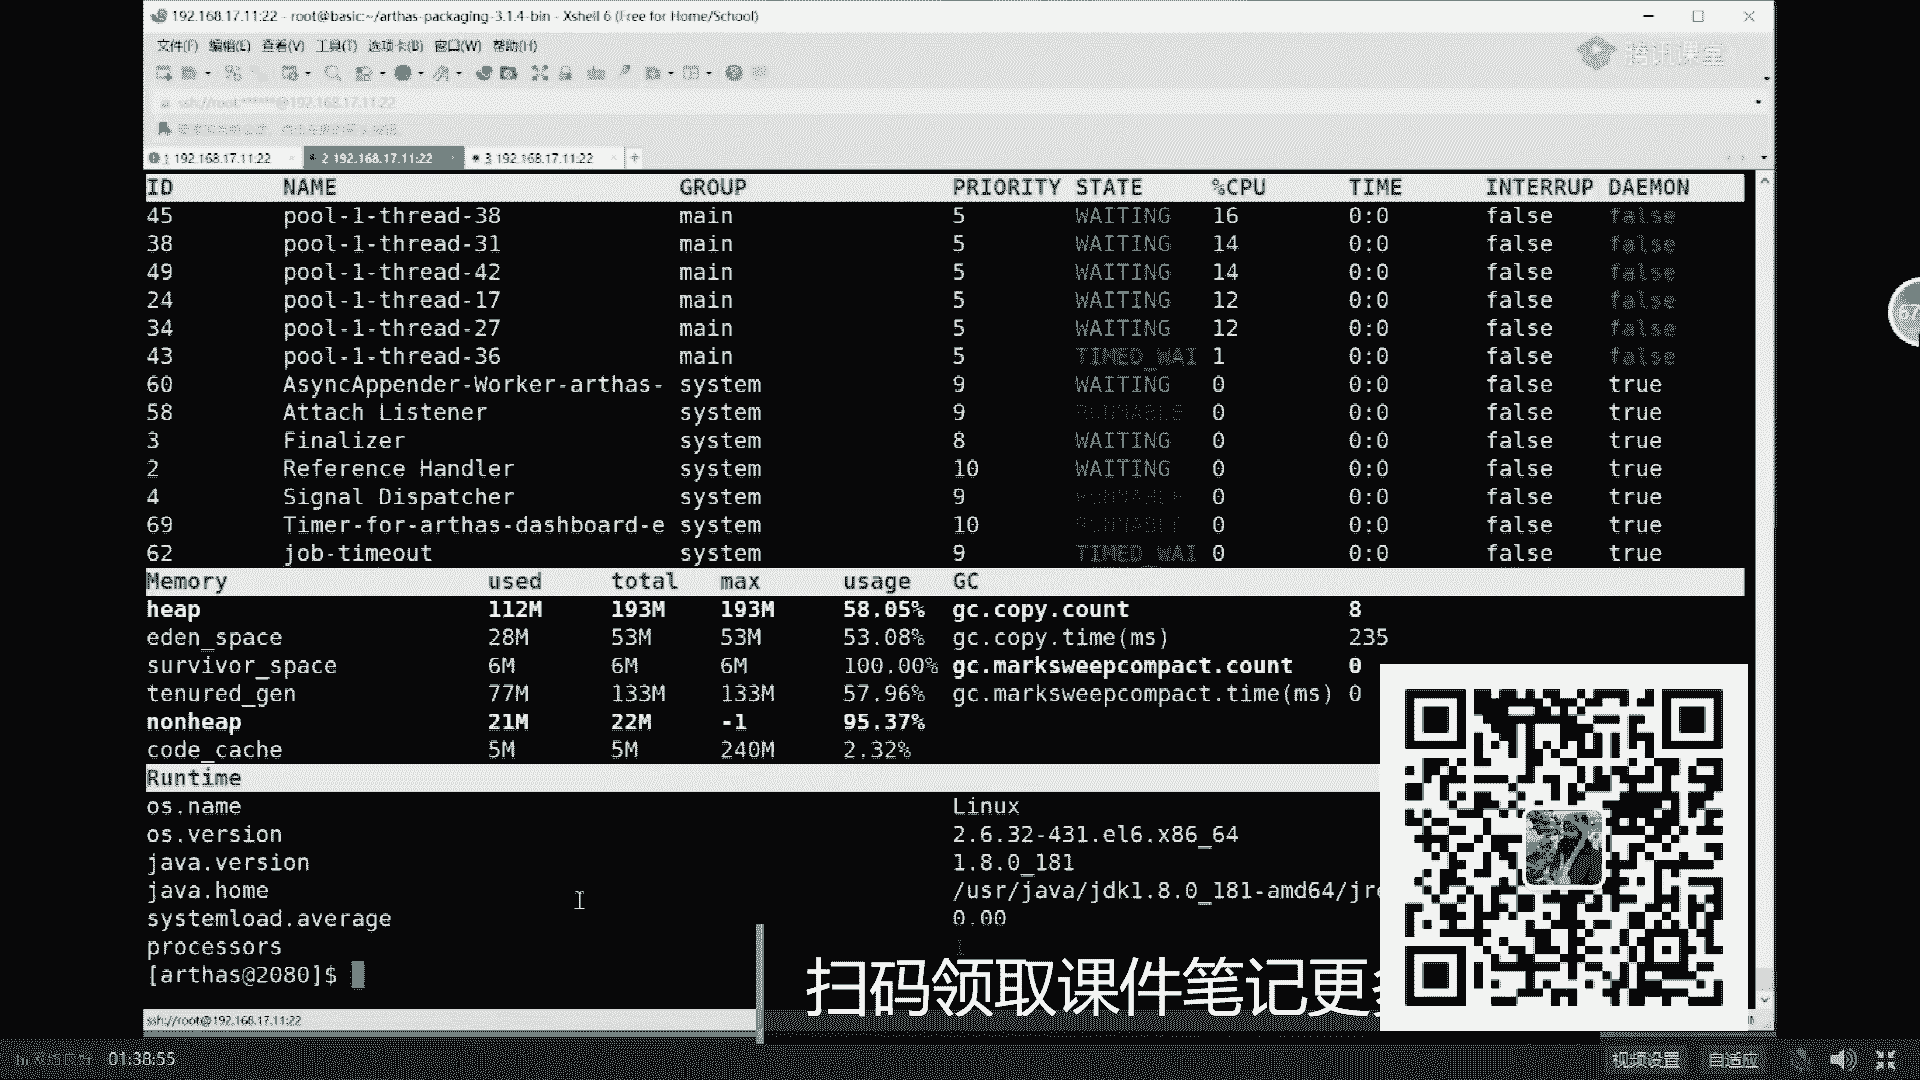 192.168.17.11:22 - root@basic:~/arthas-packaging-3.1.4-bin - Xshell 6 (Free for Home/School)
文件(F) 编辑(E) 查看(V) 工具(T) 选项卡(B) 窗口(W) 帮助(H)
腾讯课堂
ssh://root:******@192.168.17.11:22
1 192.168.17.11:22 2 192.168.17.11:22 3 192.168.17.11:22 +
ID NAME GROUP PRIORITY STATE %CPU TIME INTERRUP DAEMON
45 pool-1-thread-38 main 5 WAITING 16 0:0 false false
38 pool-1-thread-31 main 5 WAITING 14 0:0 false false
49 pool-1-thread-42 main 5 WAITING 14 0:0 false false
24 pool-1-thread-17 main 5 WAITING 12 0:0 false false
34 pool-1-thread-27 main 5 WAITING 12 0:0 false false
43 pool-1-thread-36 main 5 TIMED_WAI 1 0:0 false false
60 AsyncAppender-Worker-arthas- system 9 WAITING 0 0:0 false true
58 Attach Listener system 9 RUNNABLE 0 0:0 false true
3 Finalizer system 8 WAITING 0 0:0 false true
2 Reference Handler system 10 WAITING 0 0:0 false true
4 Signal Dispatcher system 9 RUNNABLE 0 0:0 false true
69 Timer-for-arthas-dashboard-e system 10 RUNNABLE 0 0:0 false true
62 job-timeout system 9 TIMED_WAI 0 0:0 false true
Memory used total max usage GC
heap 112M 193M 193M 58.05% gc.copy.count 8
eden_space 28M 53M 53M 53.08% gc.copy.time(ms) 235
survivor_space 6M 6M 6M 100.00% gc.marksweepcompact.count 0
tenured_gen 77M 133M 133M 57.96% gc.marksweepcompact.time(ms) 0
nonheap 21M 22M -1 95.37%
code_cache 5M 5M 240M 2.32%
Runtime
os.name Linux
os.version 2.6.32-431.el6.x86_64
java.version 1.8.0_181
java.home /usr/java/jdk1.8.0_181-amd64/jre
systemload.average 0.00
processors 1
[arthas@2080]$
扫码领取课件笔记更多
ssh://root@192.168.17.11:22
01:38:55 视频设置 自适应
67